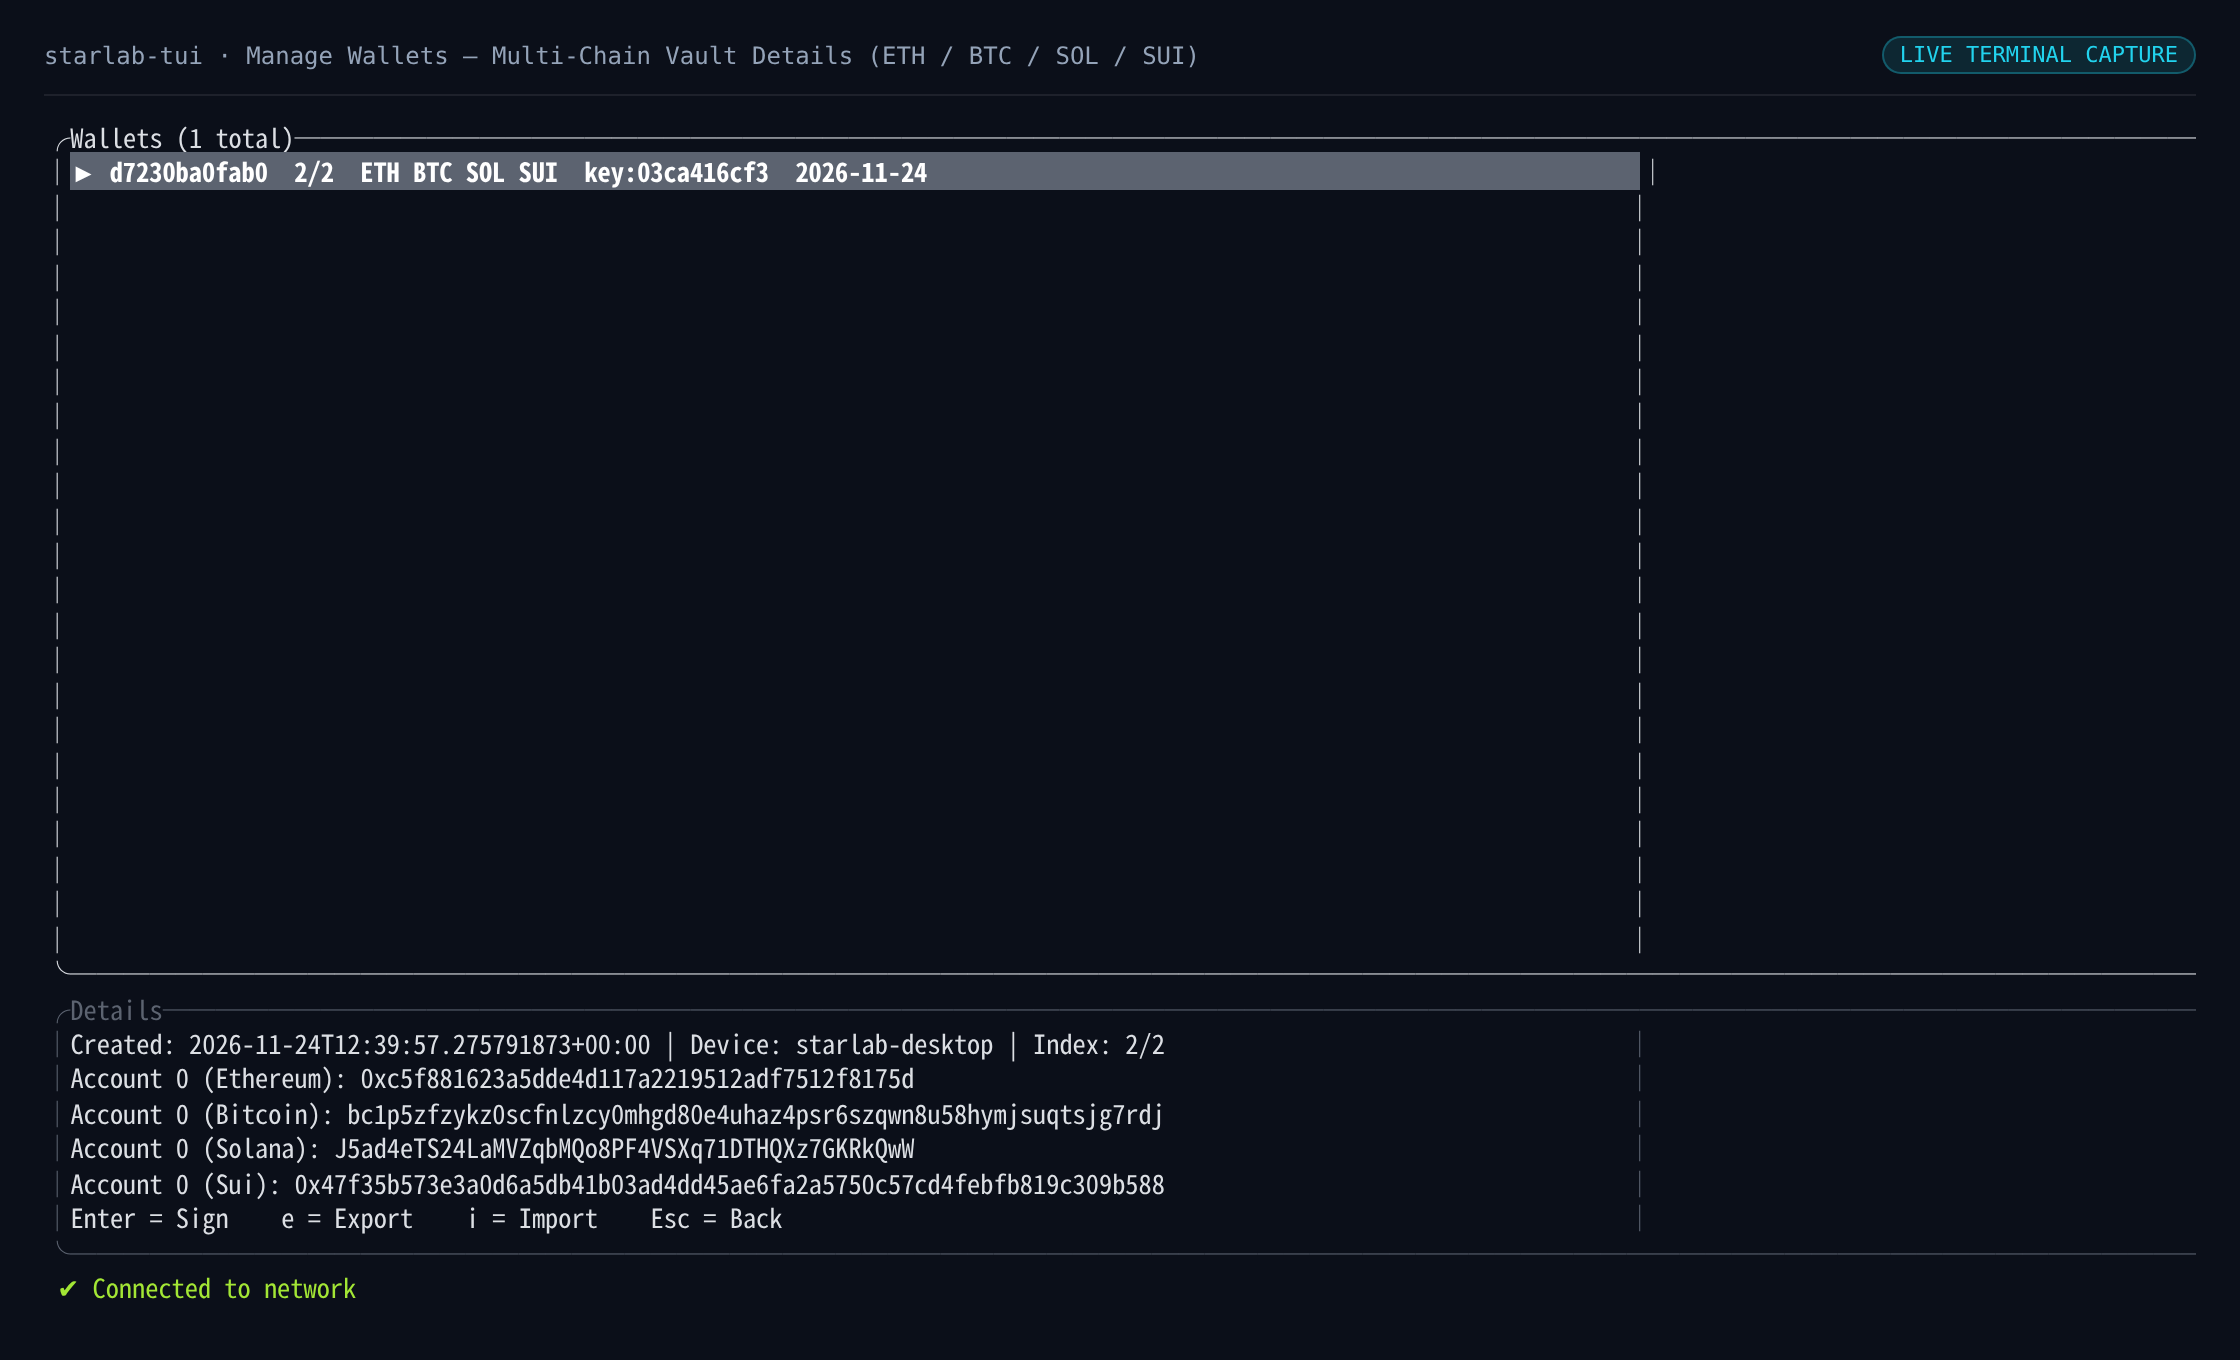 starlab-tui · Manage Wallets — Multi-Chain Vault Details (ETH / BTC / SOL / SUI)
LIVE TERMINAL CAPTURE
Wallets (1 total)
▶ d7230ba0fab0  2/2  ETH BTC SOL SUI  key:03ca416cf3  2026-11-24
Details
Created: 2026-11-24T12:39:57.275791873+00:00 | Device: starlab-desktop | Index: 2/2
Account 0 (Ethereum): 0xc5f881623a5dde4d117a2219512adf7512f8175d
Account 0 (Bitcoin): bc1p5zfzykz0scfnlzcy0mhgd80e4uhaz4psr6szqwn8u58hymjsuqtsjg7rdj
Account 0 (Solana): J5ad4eTS24LaMVZqbMQo8PF4VSXq71DTHQXz7GKRkQwW
Account 0 (Sui): 0x47f35b573e3a0d6a5db41b03ad4dd45ae6fa2a5750c57cd4febfb819c309b588
Enter = Sign    e = Export    i = Import    Esc = Back
✔ Connected to network